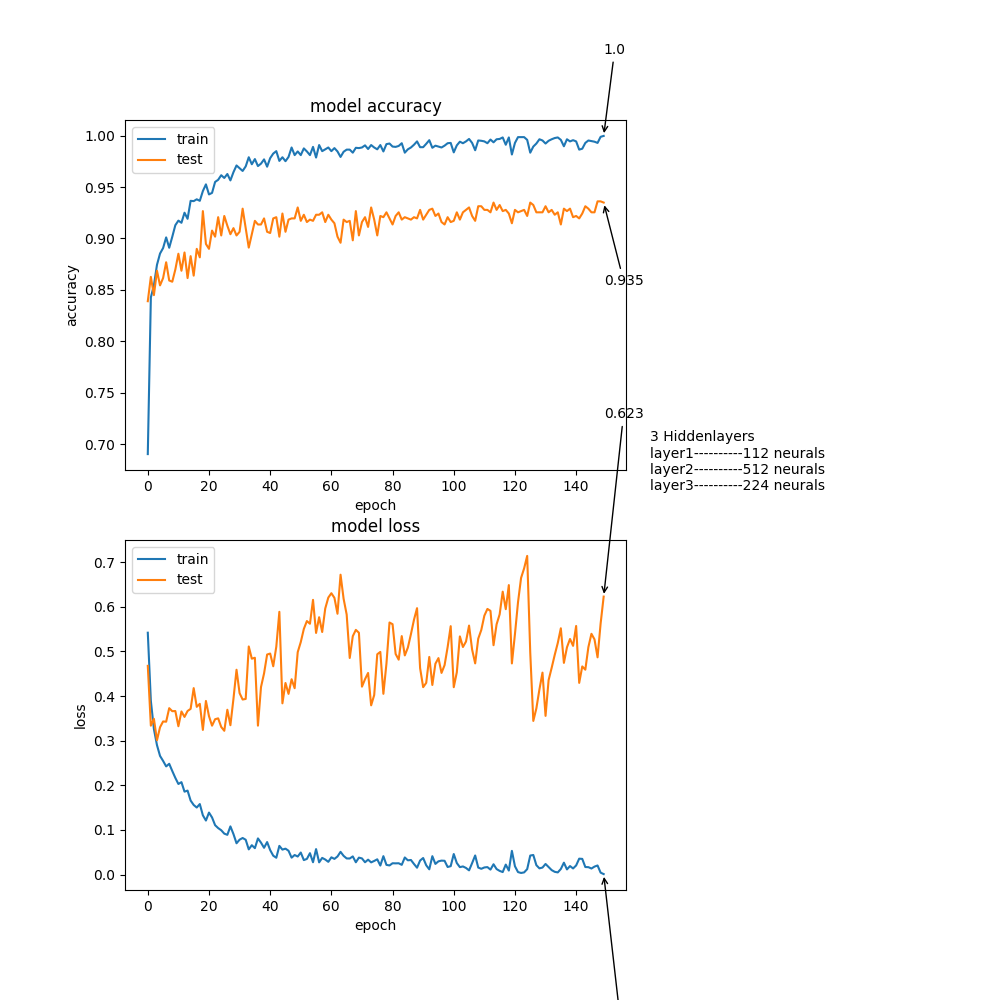 1.0
model accuracy
train
test
1.00
0.95
0.90
0.85
0.80
0.75
0.70
accuracy
0 20 40 60 80 100 120 140
epoch
0.935
0.623
3 Hiddenlayers
layer1----------112 neurals
layer2----------512 neurals
layer3----------224 neurals
model loss
train
test
0.7
0.6
0.5
0.4
0.3
0.2
0.1
0.0
loss
0 20 40 60 80 100 120 140
epoch